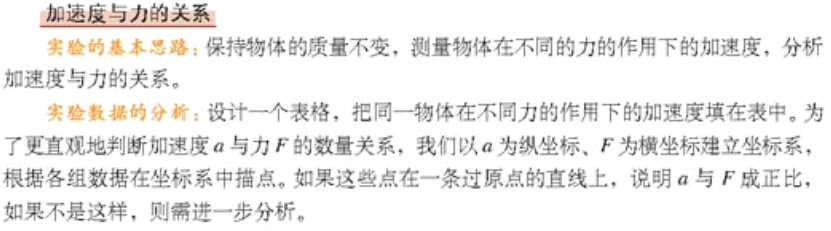 加速度与力的关系
实验的基本思路：保持物体的质量不变，测量物体在不同的力的作用下的加速度，分析
加速度与力的关系。
实验数据的分析：设计一个表格，把同一物体在不同力的作用下的加速度填在表中。为
了更直观地判断加速度 a 与力 F 的数量关系，我们以 a 为纵坐标、F 为横坐标建立坐标系，
根据各组数据在坐标系中描点。如果这些点在一条过原点的直线上，说明 a 与 F 成正比，
如果不是这样，则需进一步分析。